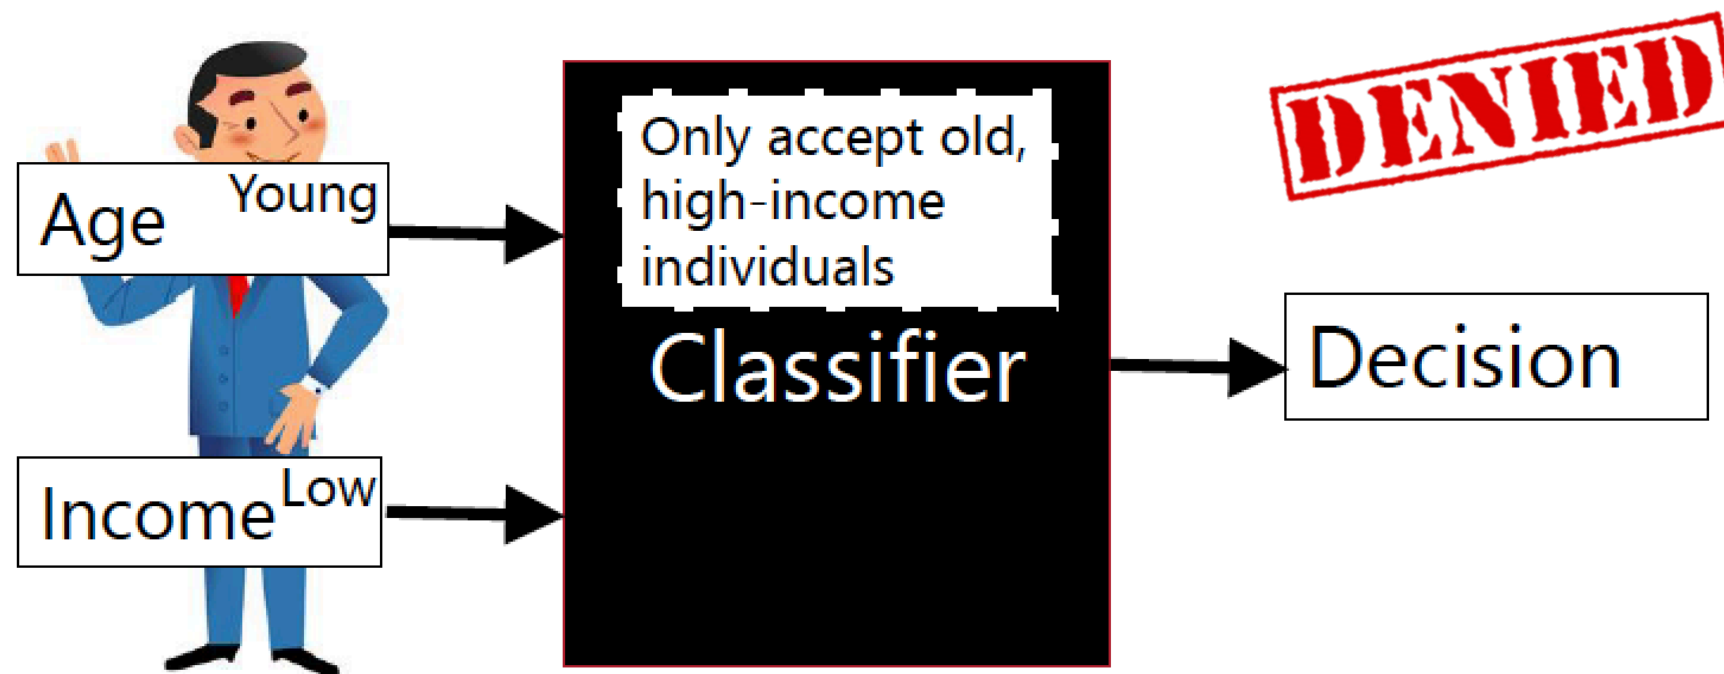 Age Young
Income Low
Only accept old,
high-income
individuals
Classifier
DENIED
Decision